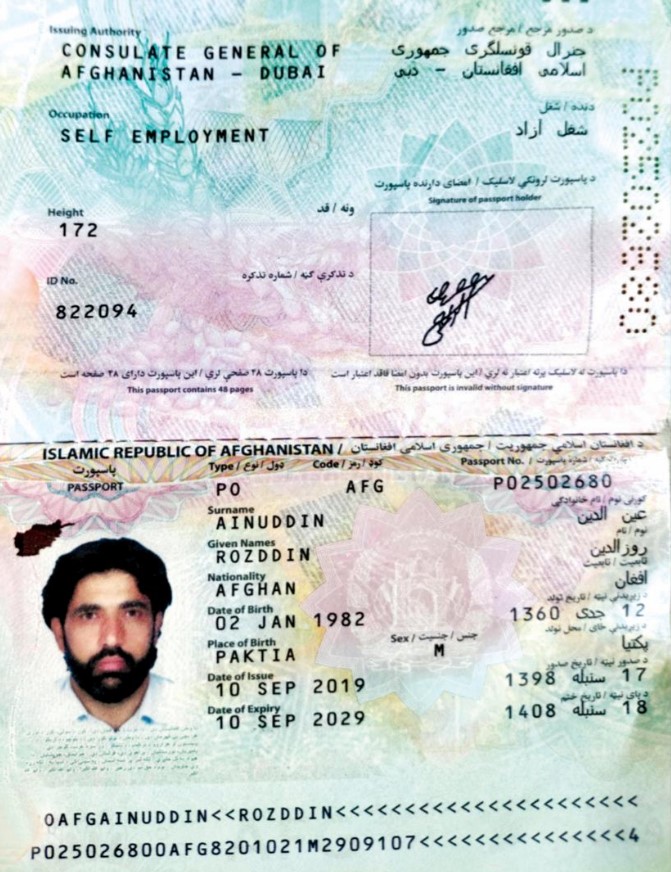 Issuing Authority د صدور مرجع / مرجع صدور
CONSULATE GENERAL OF جنرال قونسلگری جمهوری
AFGHANISTAN - DUBAI اسلامی افغانستان - دبی
Occupation دنده / شغل
SELF EMPLOYMENT شغل آزاد
د پاسپورت لرونکي لاسلیک / امضای دارنده پاسپورت
Signature of passport holder
Height ونه / قد
172
ID No. د تذکرې ګڼه / شماره تذکره
822094
دا پاسپورت ۴۸ صفحې لري / این پاسپورت دارای ۴۸ صفحه است
This passport contains 48 pages
دا پاسپورت له لاسلیک پرته اعتبار نه لري / این پاسپورت بدون امضا فاقد اعتبار است
This passport is invalid without signature
ISLAMIC REPUBLIC OF AFGHANISTAN / د افغانستان اسلامي جمهوریت / جمهوری اسلامی افغانستان
پاسپورت Type / ډول / نوع Code / کوډ / رمز Passport No. / شماره پاسپورت
PASSPORT PO AFG P02502680
Surname کورنی نوم / نام خانوادگی
AINUDDIN عین الدین
Given Names نوم / نام
ROZDDIN روزالدین
Nationality تابعیت / تابعیت
AFGHAN افغان
Date of Birth د زېږېدنې نېټه / تاریخ تولد
02 JAN 1982 12 جدی 1360
Place of Birth Sex / جنسیت / جنس د زېږېدنې ځای / محل تولد
PAKTIA M پکتیا
Date of Issue د صدور نېټه / تاریخ صدور
10 SEP 2019 17 سنبله 1398
Date of Expiry د پای نېټه / تاریخ ختم
10 SEP 2029 18 سنبله 1408
OAFGAINUDDIN<<ROZDDIN<<<<<<<<<<<<<<<<<<<<<<
P025026800AFG8201021M2909107<<<<<<<<<<<<<<4